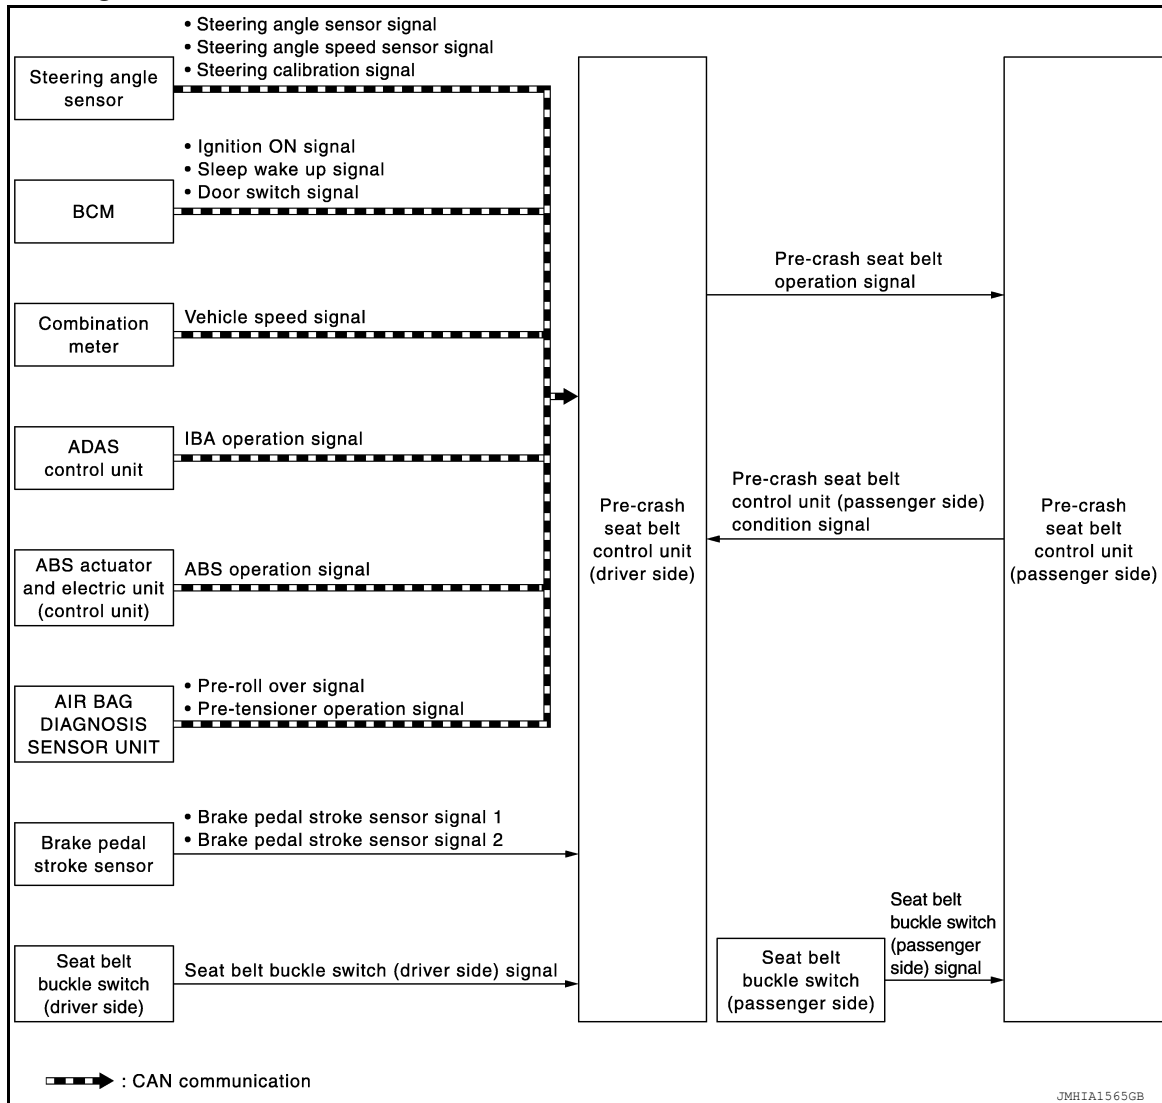 • Steering angle sensor signal
• Steering angle speed sensor signal
• Steering calibration signal
Steering angle
sensor
• Ignition ON signal
• Sleep wake up signal
• Door switch signal
BCM
Vehicle speed signal
Combination
meter
IBA operation signal
ADAS
control unit
ABS operation signal
ABS actuator
and electric unit
(control unit)
• Pre-roll over signal
• Pre-tensioner operation signal
AIR BAG
DIAGNOSIS
SENSOR UNIT
• Brake pedal stroke sensor signal 1
• Brake pedal stroke sensor signal 2
Brake pedal
stroke sensor
Seat belt buckle switch (driver side) signal
Seat belt
buckle switch
(driver side)
Pre-crash
seat belt
control unit
(driver side)
Pre-crash seat belt
operation signal
Pre-crash seat belt
control unit (passenger side)
condition signal
Pre-crash
seat belt
control unit
(passenger side)
Seat belt
buckle switch
(passenger side)
Seat belt
buckle switch
(passenger
side) signal
: CAN communication
JMHIA1565GB